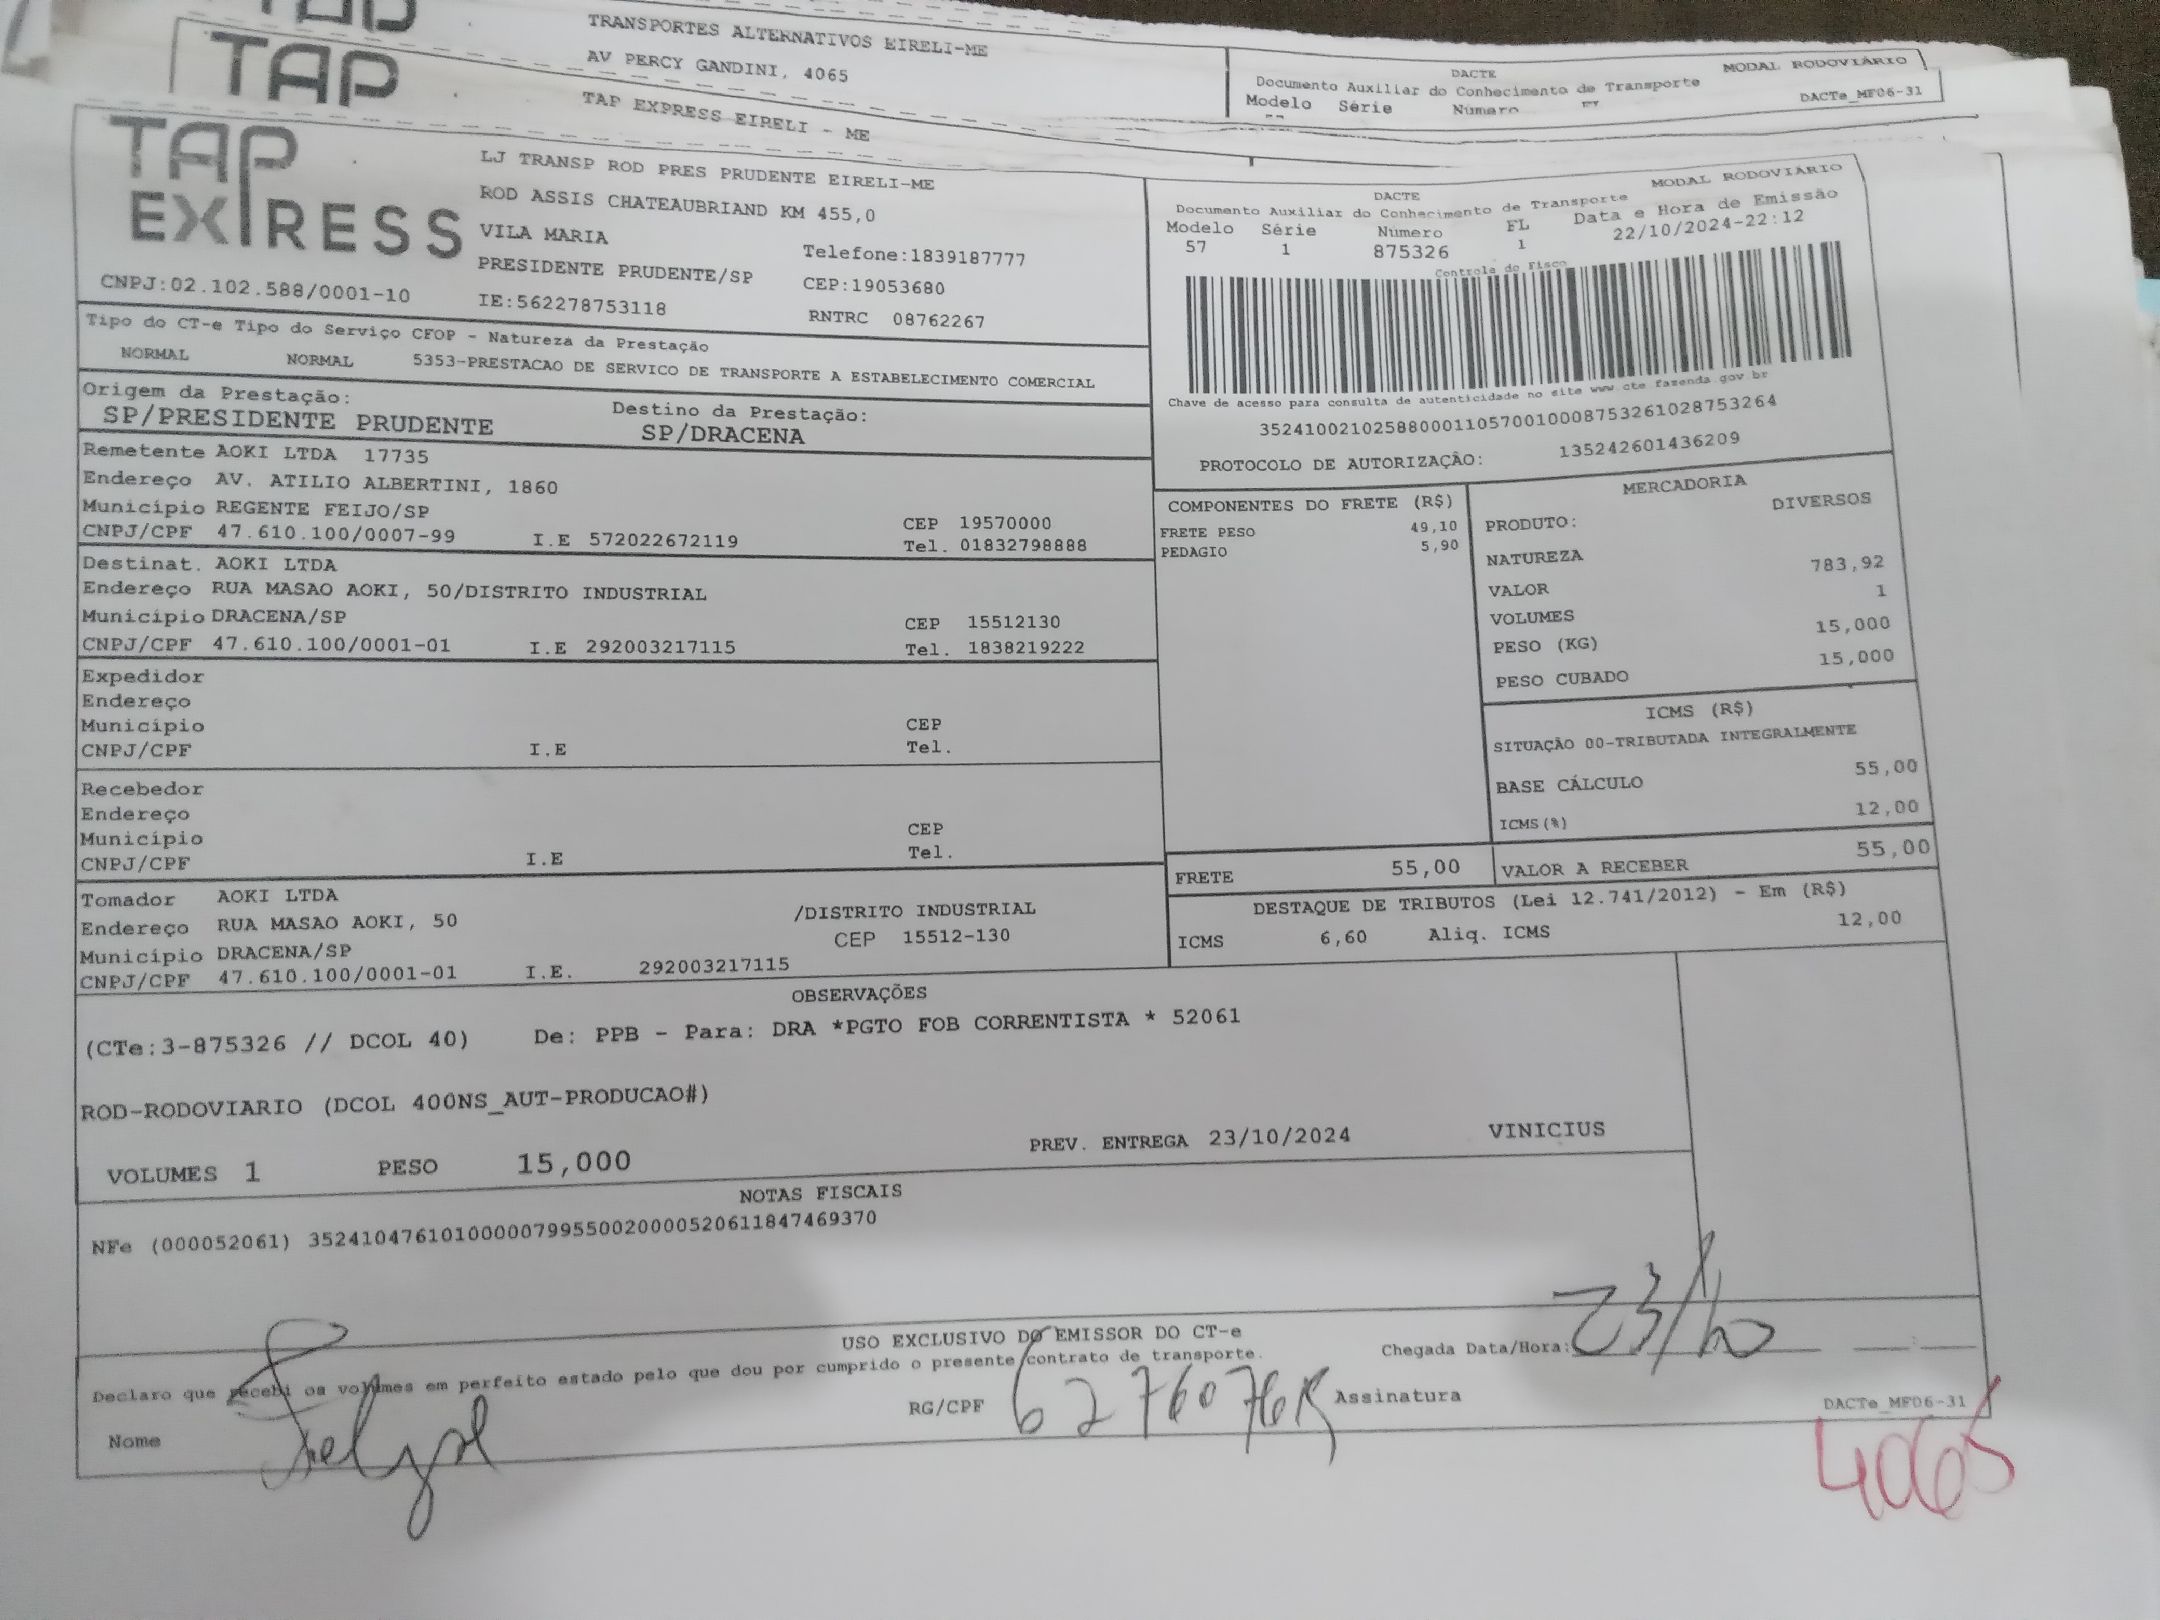 TAP
TRANSPORTES ALTERNATIVOS EIRELI-ME
AV PERCY GANDINI, 4065
DACTE
MODAL RODOVIÁRIO
Documento Auxiliar do Conhecimento de Transporte
Modelo Série Número
DACTe_MF06-31
TAP EXPRESS EIRELI - ME
TAP EXPRESS
LJ TRANSP ROD PRES PRUDENTE EIRELI-ME
ROD ASSIS CHATEAUBRIAND KM 455,0
VILA MARIA
Telefone:1839187777
PRESIDENTE PRUDENTE/SP
CEP:19053680
CNPJ:02.102.588/0001-10
IE:562278753118
RNTRC 08762267
Tipo do CT-e Tipo do Serviço CFOP - Natureza da Prestação
NORMAL NORMAL 5353-PRESTACAO DE SERVICO DE TRANSPORTE A ESTABELECIMENTO COMERCIAL
Origem da Prestação:
SP/PRESIDENTE PRUDENTE
Destino da Prestação:
SP/DRACENA
DACTE
MODAL RODOVIÁRIO
Documento Auxiliar do Conhecimento de Transporte
Modelo Série Número FL Data e Hora de Emissão
57 1 875326 1 22/10/2024-22:12
Controle do Fisco
Chave de acesso para consulta de autenticidade no site www.cte fazenda.gov.br
35241002102588000110570010008753261028753264
PROTOCOLO DE AUTORIZAÇÃO: 135242601436209
Remetente AOKI LTDA 17735
Endereço AV. ATILIO ALBERTINI, 1860
Município REGENTE FEIJO/SP CEP 19570000
CNPJ/CPF 47.610.100/0007-99 I.E 572022672119 Tel. 01832798888
Destinat. AOKI LTDA
Endereço RUA MASAO AOKI, 50/DISTRITO INDUSTRIAL
Município DRACENA/SP CEP 15512130
CNPJ/CPF 47.610.100/0001-01 I.E 292003217115 Tel. 1838219222
Expedidor
Endereço
Município CEP
CNPJ/CPF I.E Tel.
Recebedor
Endereço
Município CEP
CNPJ/CPF I.E Tel.
Tomador AOKI LTDA
Endereço RUA MASAO AOKI, 50 /DISTRITO INDUSTRIAL
Município DRACENA/SP CEP 15512-130
CNPJ/CPF 47.610.100/0001-01 I.E. 292003217115
COMPONENTES DO FRETE (R$)
FRETE PESO 49,10
PEDAGIO 5,90
MERCADORIA
PRODUTO: DIVERSOS
NATUREZA
VALOR 783,92
VOLUMES 1
PESO (KG) 15,000
PESO CUBADO 15,000
ICMS (R$)
SITUAÇÃO 00-TRIBUTADA INTEGRALMENTE
BASE CÁLCULO 55,00
ICMS(%) 12,00
FRETE 55,00 VALOR A RECEBER 55,00
DESTAQUE DE TRIBUTOS (Lei 12.741/2012) - Em (R$)
ICMS 6,60 Aliq. ICMS 12,00
OBSERVAÇÕES
(CTe:3-875326 // DCOL 40) De: PPB - Para: DRA *PGTO FOB CORRENTISTA * 52061
ROD-RODOVIARIO (DCOL 400NS_AUT-PRODUCAO#)
VOLUMES 1 PESO 15,000 PREV. ENTREGA 23/10/2024 VINICIUS
NOTAS FISCAIS
NFe (000052061) 35241047610100000799550020000520611847469370
USO EXCLUSIVO DO EMISSOR DO CT-e
Declaro que recebi os volumes em perfeito estado pelo que dou por cumprido o presente contrato de transporte.
Chegada Data/Hora: 23/10
Nome RG/CPF Assinatura
DACTe_MF06-31
4065